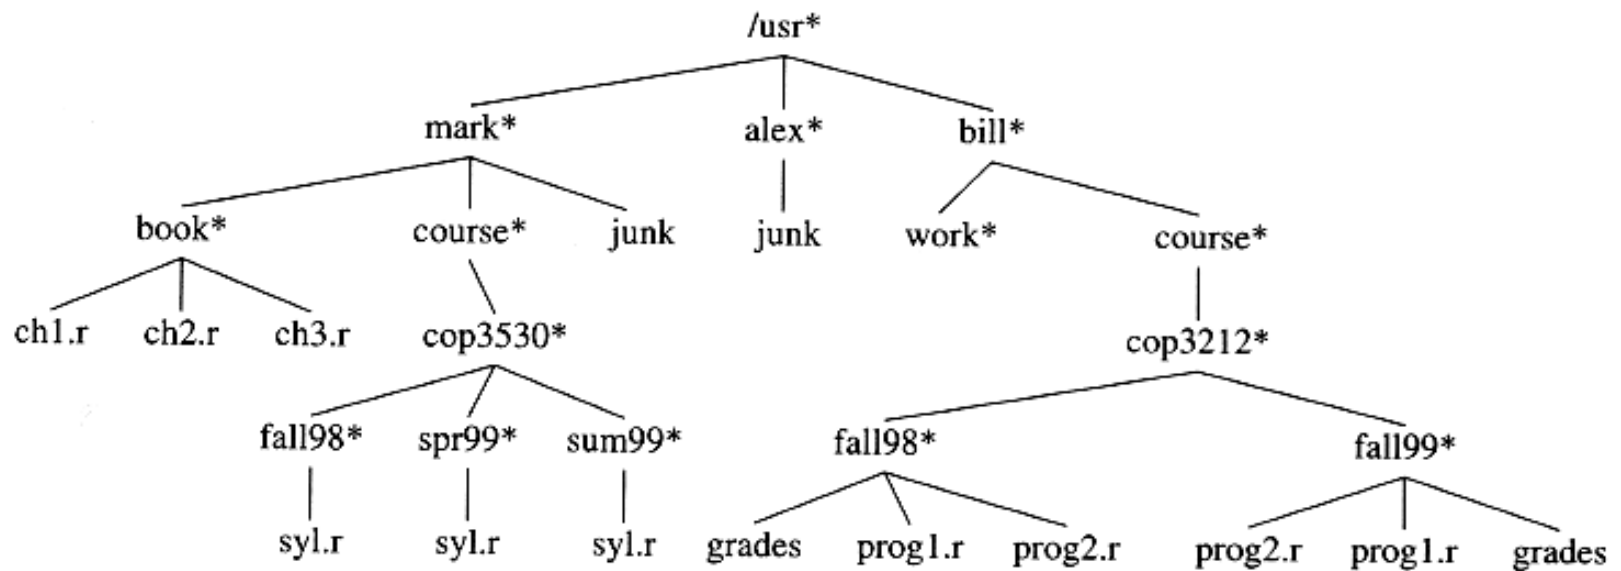 /usr*
mark* alex* bill*
book* course* junk junk work* course*
ch1.r ch2.r ch3.r cop3530* cop3212*
fall98* spr99* sum99* fall98* fall99*
syl.r syl.r syl.r grades prog1.r prog2.r prog2.r prog1.r grades